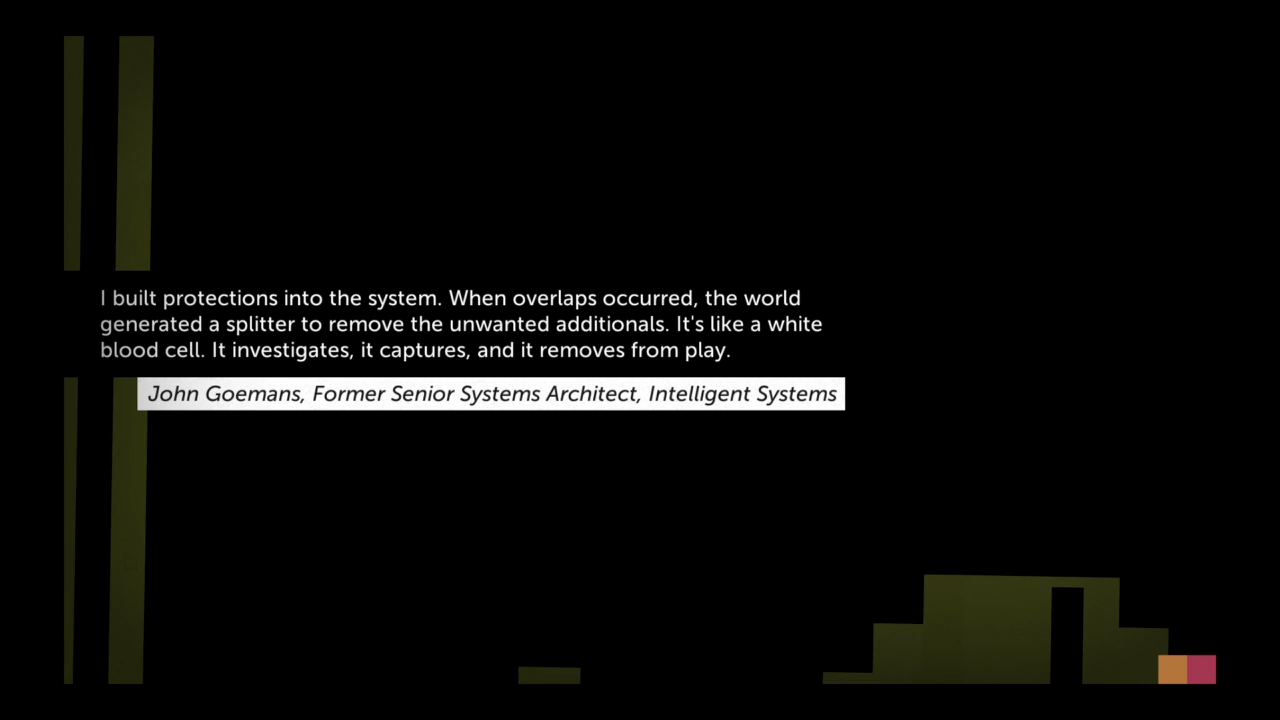 I built protections into the system. When overlaps occurred, the world
generated a splitter to remove the unwanted additionals. It's like a white
blood cell. It investigates, it captures, and it removes from play.
John Goemans, Former Senior Systems Architect, Intelligent Systems